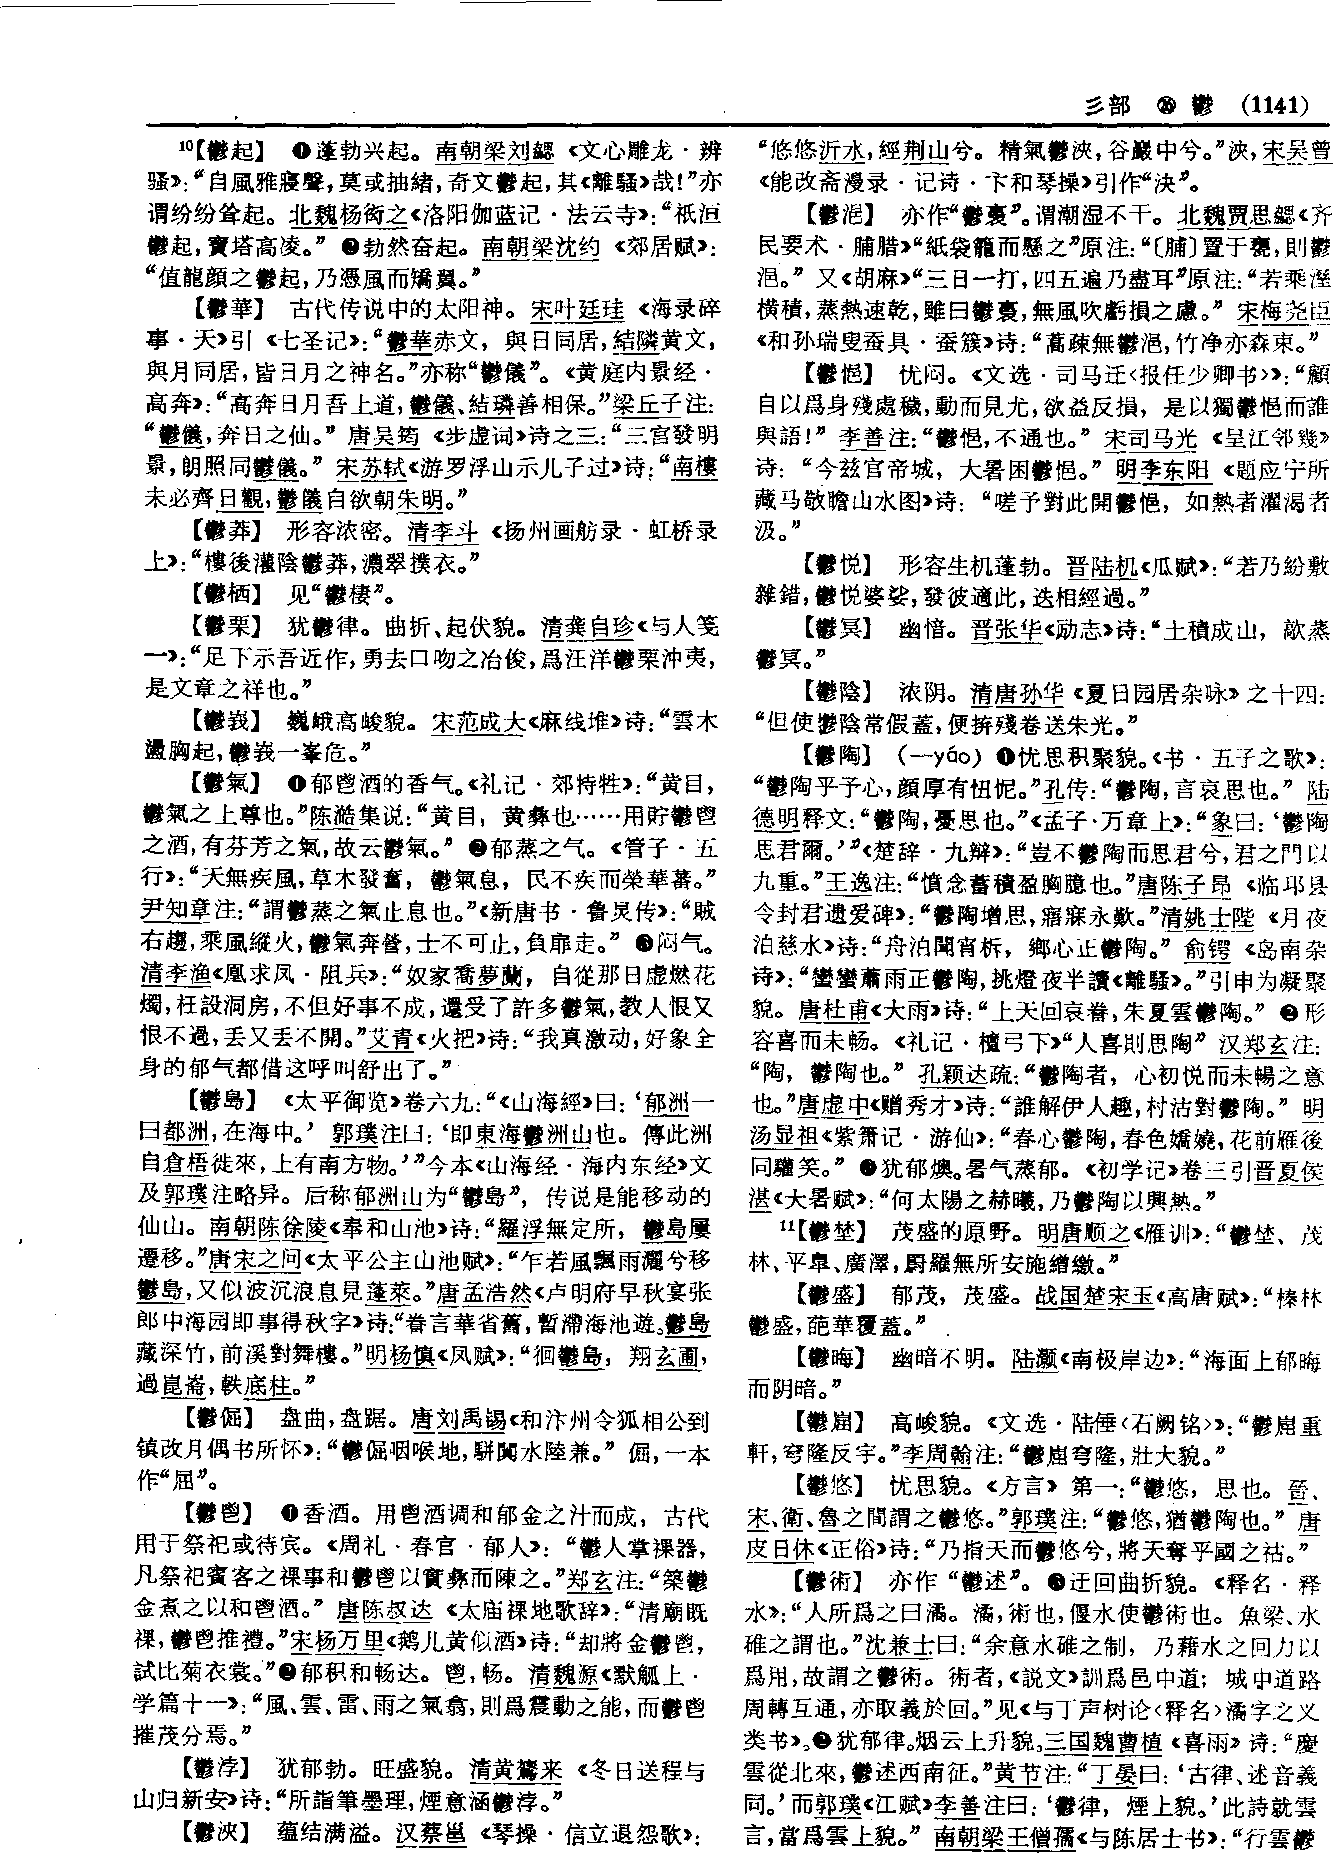 彡部 ㉖ 鬱 (1141)
¹⁰【鬱起】 ❶蓬勃兴起。南朝梁刘勰《文心雕龙·辨
骚》：“自風雅寢聲，莫或抽緒，奇文鬱起，其《離騷》哉！”亦
谓纷纷耸起。北魏杨衒之《洛阳伽蓝记·法云寺》：“祇洹
鬱起，寳塔高凌。” ❷勃然奋起。南朝梁沈约《郊居赋》：
“值龍顔之鬱起，乃憑風而矯翼。”
【鬱華】 古代传说中的太阳神。宋叶廷珪《海录碎
事·天》引《七圣记》：“鬱華赤文，與日同居，結隣黄文，
與月同居，皆日月之神名。”亦称“鬱儀”。《黄庭内景经·
高奔》：“高奔日月吾上道，鬱儀、結璘善相保。”梁丘子注：
“鬱儀，奔日之仙。” 唐吴筠《步虚词》诗之三：“三宫發明
景，朗照同鬱儀。” 宋苏轼《游罗浮山示儿子过》诗：“南樓
未必齊日觀，鬱儀自欲朝朱明。”
【鬱莽】 形容浓密。清李斗《扬州画舫录·虹桥录
上》：“樓後灌陰鬱莽，濃翠撲衣。”
【鬱栖】 见“鬱棲”。
【鬱栗】 犹鬱律。曲折、起伏貌。清龚自珍《与人笺
一》：“足下示吾近作，勇去口吻之冶俊，爲汪洋鬱栗沖夷，
是文章之祥也。”
【鬱峩】 巍峨高峻貌。宋范成大《麻线堆》诗：“雲木
盪胸起，鬱峩一峯危。”
【鬱氣】 ❶郁鬯酒的香气。《礼记·郊特牲》：“黄目，
鬱氣之上尊也。”陈澔集说：“黄目，黄彝也……用貯鬱鬯
之酒，有芬芳之氣，故云鬱氣。” ❷郁蒸之气。《管子·五
行》：“天無疾風，草木發奮，鬱氣息，民不疾而榮華蕃。”
尹知章注：“謂鬱蒸之氣止息也。”《新唐书·鲁炅传》：“賊
右趨，乘風縱火，鬱氣奔營，士不可止，負扉走。” ❸闷气。
清李渔《凰求凤·阻兵》：“奴家喬夢蘭，自從那日虚燃花
燭，枉設洞房，不但好事不成，還受了許多鬱氣，教人恨又
恨不過，丢又丢不開。”艾青《火把》诗：“我真激动，好象全
身的郁气都借这呼叫舒出了。”
【鬱島】 《太平御览》卷六九：“《山海經》曰：‘郁洲一
曰都洲，在海中。’ 郭璞注曰：‘即東海鬱洲山也。傳此洲
自倉梧徙來，上有南方物。’”今本《山海经·海内东经》文
及郭璞注略异。后称郁洲山为“鬱島”，传说是能移动的
仙山。南朝陈徐陵《奉和山池》诗：“羅浮無定所，鬱島屢
遷移。”唐宋之问《太平公主山池赋》：“乍若風飄雨灑兮移
鬱島，又似波沉浪息見蓬萊。”唐孟浩然《卢明府早秋宴张
郎中海园即事得秋字》诗：“眷言華省舊，暫滯海池遊。鬱島
藏深竹，前溪對舞樓。”明杨慎《凤赋》：“徊鬱島，翔玄圃，
過崑崙，軼底柱。”
【鬱倔】 盘曲，盘踞。唐刘禹锡《和汴州令狐相公到
镇改月偶书所怀》：“鬱倔咽喉地，駢闐水陸兼。” 倔，一本
作“屈”。
【鬱鬯】 ❶香酒。用鬯酒调和郁金之汁而成，古代
用于祭祀或待宾。《周礼·春官·郁人》：“鬱人掌祼器，
凡祭祀賓客之祼事和鬱鬯以實彝而陳之。”郑玄注：“築鬱
金煮之以和鬯酒。” 唐陈叔达《太庙祼地歌辞》：“清廟既
祼，鬱鬯推禮。”宋杨万里《鹅儿黄似酒》诗：“却將金鬱鬯，
試比菊衣裳。”❷郁积和畅达。鬯，畅。清魏源《默觚上·
学篇十一》：“風、雲、雷、雨之氣翕，則爲震動之能，而鬱鬯
摧茂分焉。”
【鬱浡】 犹郁勃。旺盛貌。清黄鷟来《冬日送程与
山归新安》诗：“所詣筆墨理，煙意涵鬱浡。”
【鬱泱】 蕴结满溢。汉蔡邕《琴操·信立退怨歌》：
“悠悠沂水，經荆山兮。精氣鬱泱，谷巖中兮。”泱，宋吴曾
《能改斋漫录·记诗·卞和琴操》引作“泱”。
【鬱浥】 亦作“鬱裛”。谓潮湿不干。北魏贾思勰《齐
民要术·脯腊》“紙袋籠而懸之”原注：“〔脯〕置于甕，則鬱
浥。” 又《胡麻》“三日一打，四五遍乃盡耳”原注：“若乘溼
横積，蒸熱速乾，雖曰鬱裛，無風吹虧損之慮。” 宋梅尧臣
《和孙端叟蚕具·蚕簇》诗：“蒿疎無鬱浥，竹净亦森束。”
【鬱悒】 忧闷。《文选·司马迁〈报任少卿书〉》：“顧
自以爲身殘處穢，動而見尤，欲益反損，是以獨鬱悒而誰
與語！” 李善注：“鬱悒，不通也。” 宋司马光《呈江邻幾》
诗：“今兹官帝城，大暑困鬱悒。” 明李东阳《题应宁所
藏马敬瞻山水图》诗：“嗟予對此開鬱悒，如熱者濯渴者
汲。”
【鬱悦】 形容生机蓬勃。晋陆机《瓜赋》：“若乃紛敷
雜錯，鬱悦婆娑，發彼適此，迭相經過。”
【鬱冥】 幽愔。晋张华《励志》诗：“土積成山，歊蒸
鬱冥。”
【鬱陰】 浓阴。清唐孙华《夏日园居杂咏》之十四：
“但使鬱陰常假蓋，便拚殘卷送朱光。”
【鬱陶】 (—yáo) ❶忧思积聚貌。《书·五子之歌》：
“鬱陶乎予心，顔厚有忸怩。”孔传：“鬱陶，言哀思也。” 陆
德明释文：“鬱陶，憂思也。”《孟子·万章上》：“象曰：‘鬱陶
思君爾。’”《楚辞·九辩》：“豈不鬱陶而思君兮，君之門以
九重。”王逸注：“憤念蓄積盈胸臆也。”唐陈子昂《临邛县
令封君遗爱碑》：“鬱陶增思，寤寐永歎。”清姚士陛《月夜
泊慈水》诗：“舟泊聞宵柝，鄉心正鬱陶。” 俞锷《岛南杂
诗》：“蠻蠻蕭雨正鬱陶，挑燈夜半讀《離騷》。”引申为凝聚
貌。唐杜甫《大雨》诗：“上天回哀眷，朱夏雲鬱陶。” ❷形
容喜而未畅。《礼记·檀弓下》“人喜則思陶” 汉郑玄注：
“陶，鬱陶也。” 孔颖达疏：“鬱陶者，心初悦而未暢之意
也。”唐虚中《赠秀才》诗：“誰解伊人趣，村沽對鬱陶。” 明
汤显祖《紫箫记·游仙》：“春心鬱陶，春色嬌嬈，花前雁後
同驩笑。” ❸犹郁燠。暑气蒸郁。《初学记》卷三引晋夏侯
湛《大暑赋》：“何太陽之赫曦，乃鬱陶以興熱。”
¹¹【鬱埜】 茂盛的原野。明唐顺之《雁训》：“鬱埜、茂
林、平臯、廣澤，罻羅無所安施繒繳。”
【鬱盛】 郁茂，茂盛。战国楚宋玉《高唐赋》：“榛林
鬱盛，葩華覆蓋。”
【鬱晦】 幽暗不明。陆灏《南极岸边》：“海面上郁晦
而阴暗。”
【鬱崫】 高峻貌。《文选·陆倕〈石阙铭〉》：“鬱崫重
軒，穹隆反宇。”李周翰注：“鬱崫穹隆，壯大貌。”
【鬱悠】 忧思貌。《方言》第一：“鬱悠，思也。晉、
宋、衛、魯之間謂之鬱悠。”郭璞注：“鬱悠，猶鬱陶也。” 唐
皮日休《正俗》诗：“乃指天而鬱悠兮，將天奪乎國之祜。”
【鬱術】 亦作“鬱述”。❶迂回曲折貌。《释名·释
水》：“人所爲之曰潏。潏，術也，偃水使鬱術也。魚梁、水
碓之謂也。”沈兼士曰：“余意水碓之制，乃藉水之回力以
爲用，故謂之鬱術。術者，《説文》訓爲邑中道；城中道路
周轉互通，亦取義於回。”见《与丁声树论〈释名〉潏字之义
类书》。❷犹郁律。烟云上升貌。三国魏曹植《喜雨》诗：“慶
雲從北來，鬱述西南征。”黄节注：“丁晏曰：‘古律、述音義
同。’而郭璞《江赋》李善注曰：‘鬱律，煙上貌。’此詩就雲
言，當爲雲上貌。” 南朝梁王僧孺《与陈居士书》：“行雲鬱